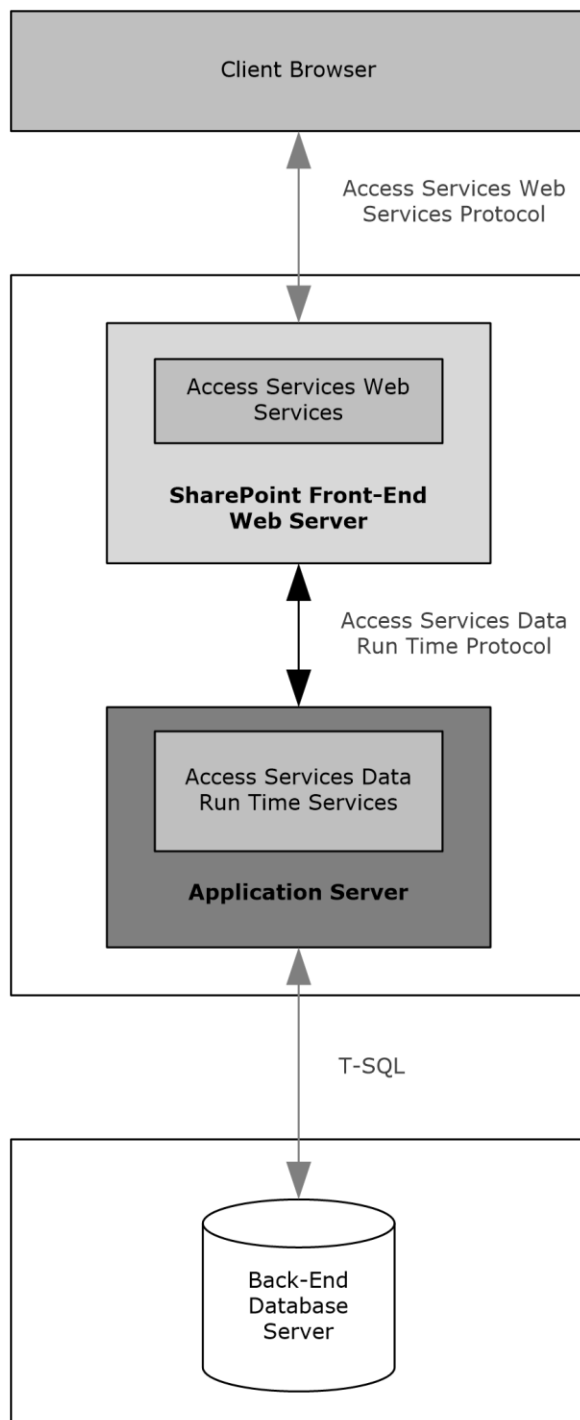 Client Browser
Access Services Web
Services Protocol
Access Services Web
Services
SharePoint Front-End
Web Server
Access Services Data
Run Time Protocol
Access Services Data
Run Time Services
Application Server
T-SQL
Back-End
Database
Server